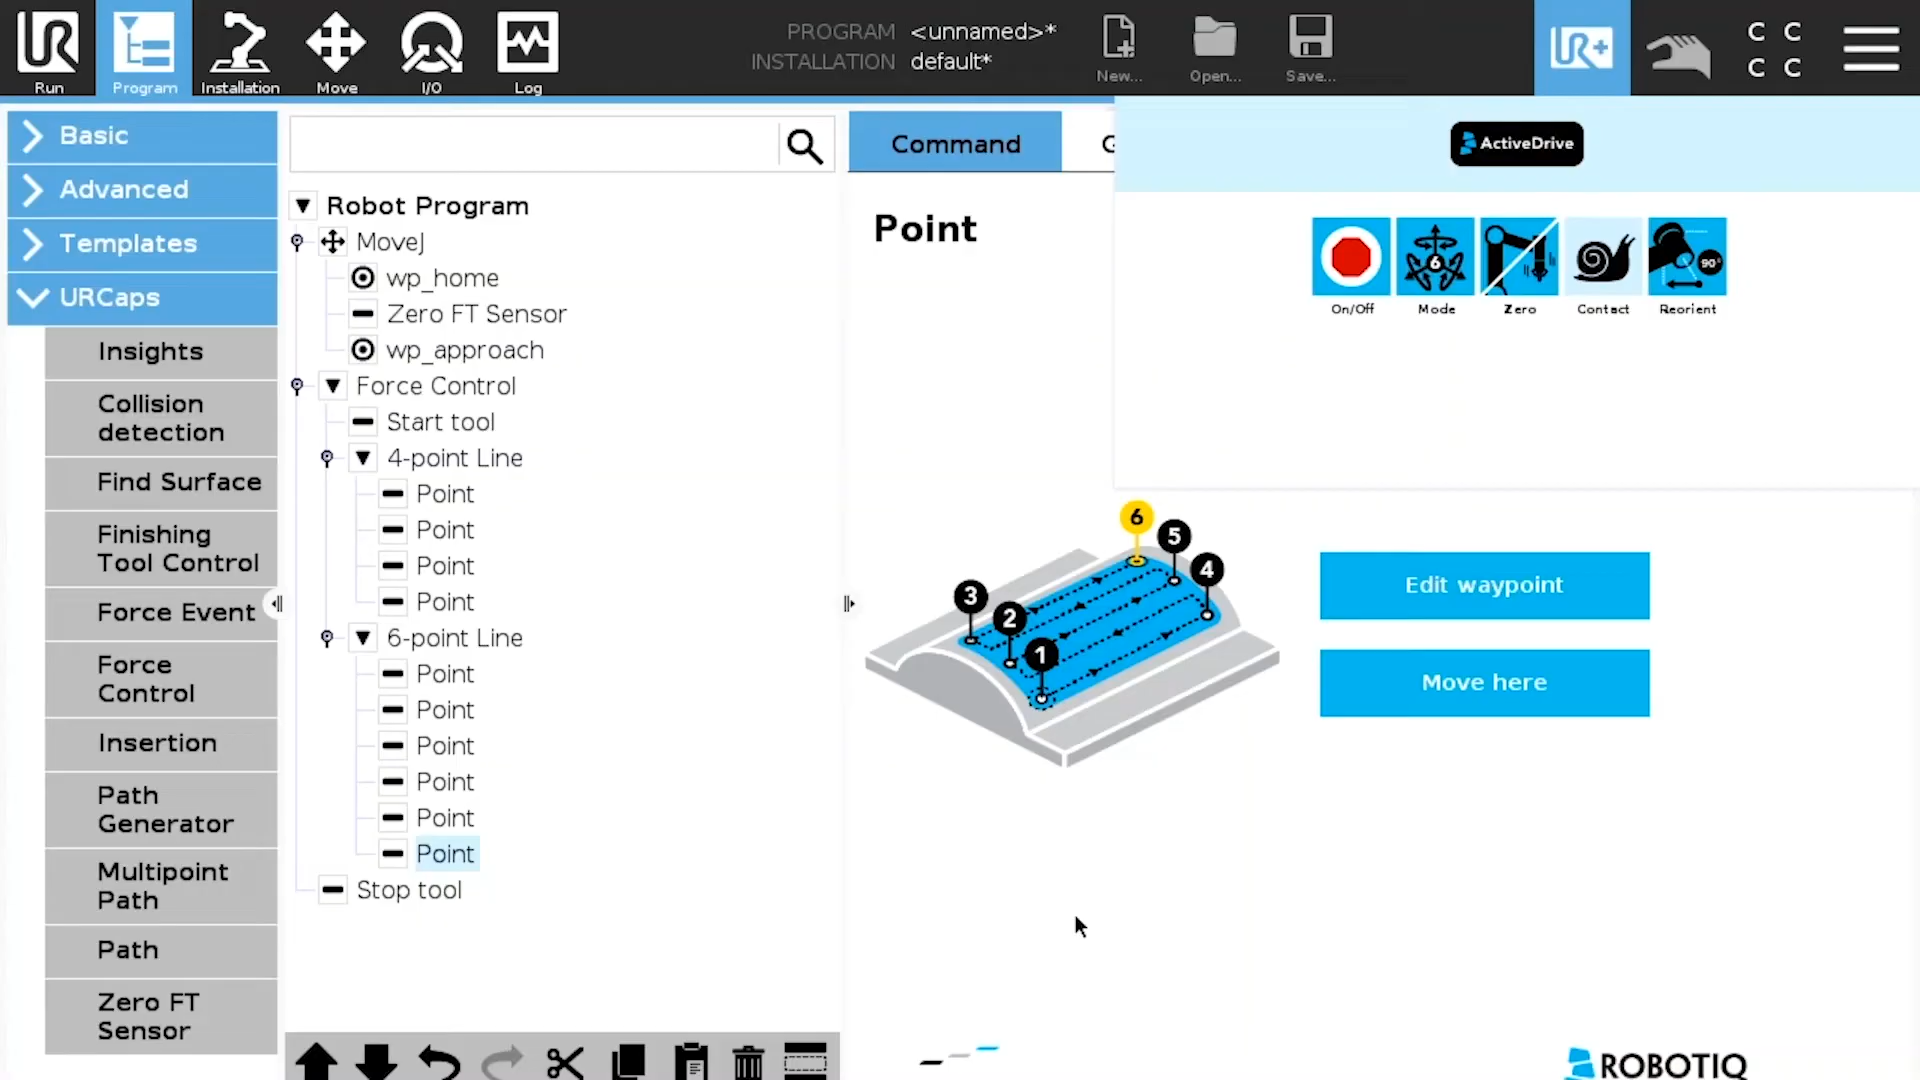 PROGRAM <unnamed>*
INSTALLATION default*
New... Open... Save...
UR+
C C
C C
Run Program Installation Move I/O Log
Basic
Advanced
Templates
URCaps
Insights
Collision
detection
Find Surface
Finishing
Tool Control
Force Event
Force
Control
Insertion
Path
Generator
Multipoint
Path
Path
Zero FT
Sensor
Robot Program
MoveJ
wp_home
Zero FT Sensor
wp_approach
Force Control
Start tool
4-point Line
Point
Point
Point
Point
6-point Line
Point
Point
Point
Point
Point
Point
Stop tool
Command G
ActiveDrive
6
90°
On/Off Mode Zero Contact Reorient
Point
6
5
4
3
2
1
Edit waypoint
Move here
ROBOTIQ